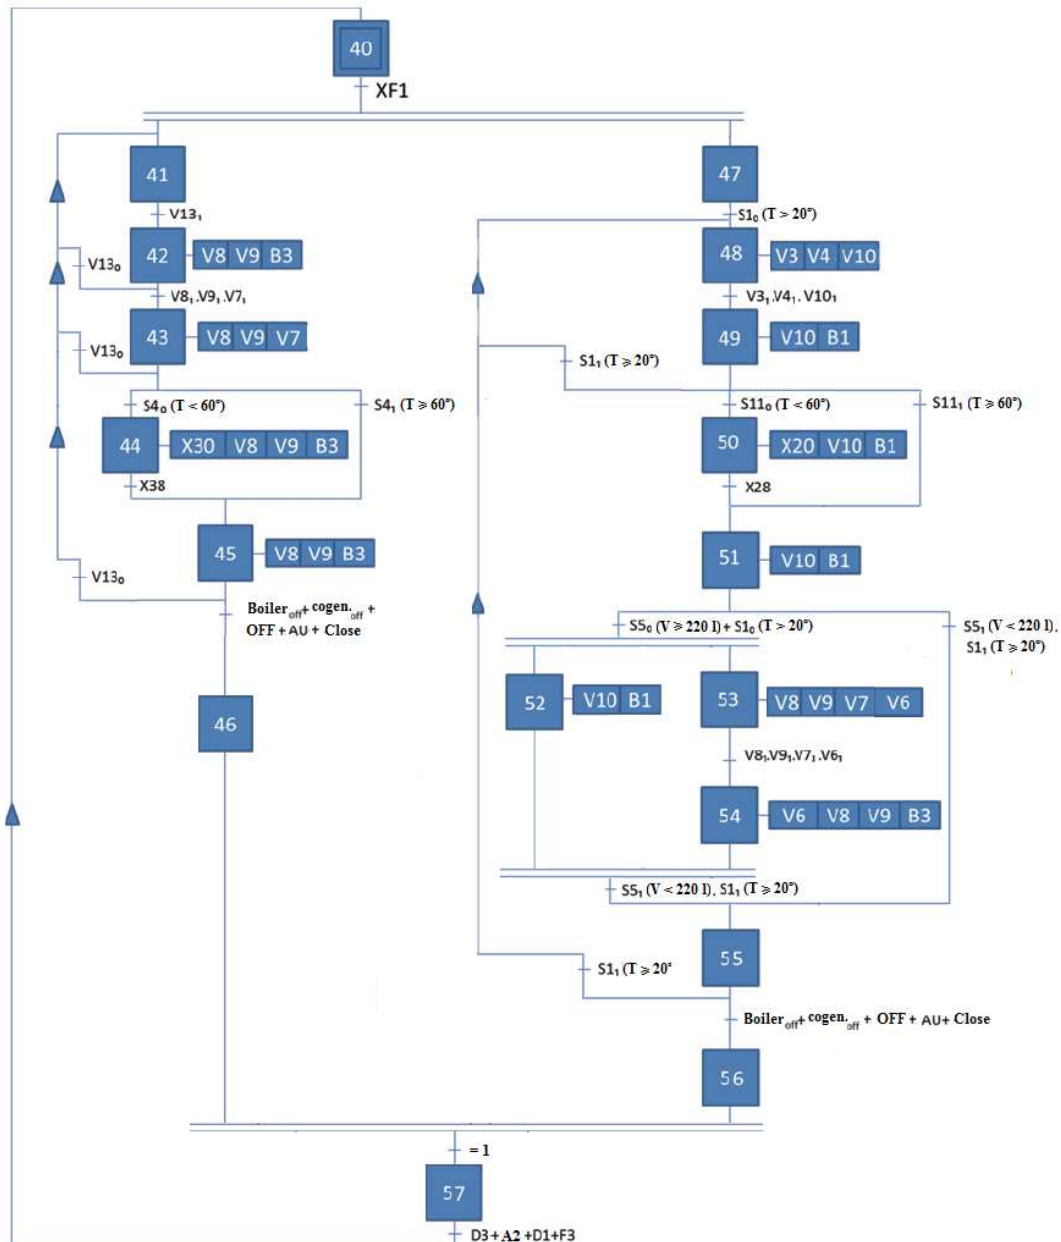 40
XF1
41
47
V13₁
S1₀ (T > 20°)
42
V8 V9 B3
48
V3 V4 V10
V13₀
V8₁.V9₁.V7₁
V3₁.V4₁. V10₁
43
V8 V9 V7
49
V10 B1
V13₀
S1₁ (T ⩾ 20°)
S4₀ (T < 60°)
S4₁ (T ⩾ 60°)
S11₀ (T < 60°)
S11₁ (T ⩾ 60°)
44
X30 V8 V9 B3
50
X20 V10 B1
X38
X28
45
V8 V9 B3
51
V10 B1
V13₀
Boiler off + cogen. off +
OFF + AU + Close
S5₀ (V ⩾ 220 l) + S1₀ (T > 20°)
S5₁ (V < 220 l).
S1₁ (T ⩾ 20°)
52
V10 B1
53
V8 V9 V7 V6
46
V8₁.V9₁.V7₁.V6₁
54
V6 V8 V9 B3
S5₁ (V < 220 l). S1₁ (T ⩾ 20°)
55
S1₁ (T ⩾ 20°
Boiler off + cogen. off + OFF + AU + Close
56
= 1
57
D3 + A2 + D1+F3